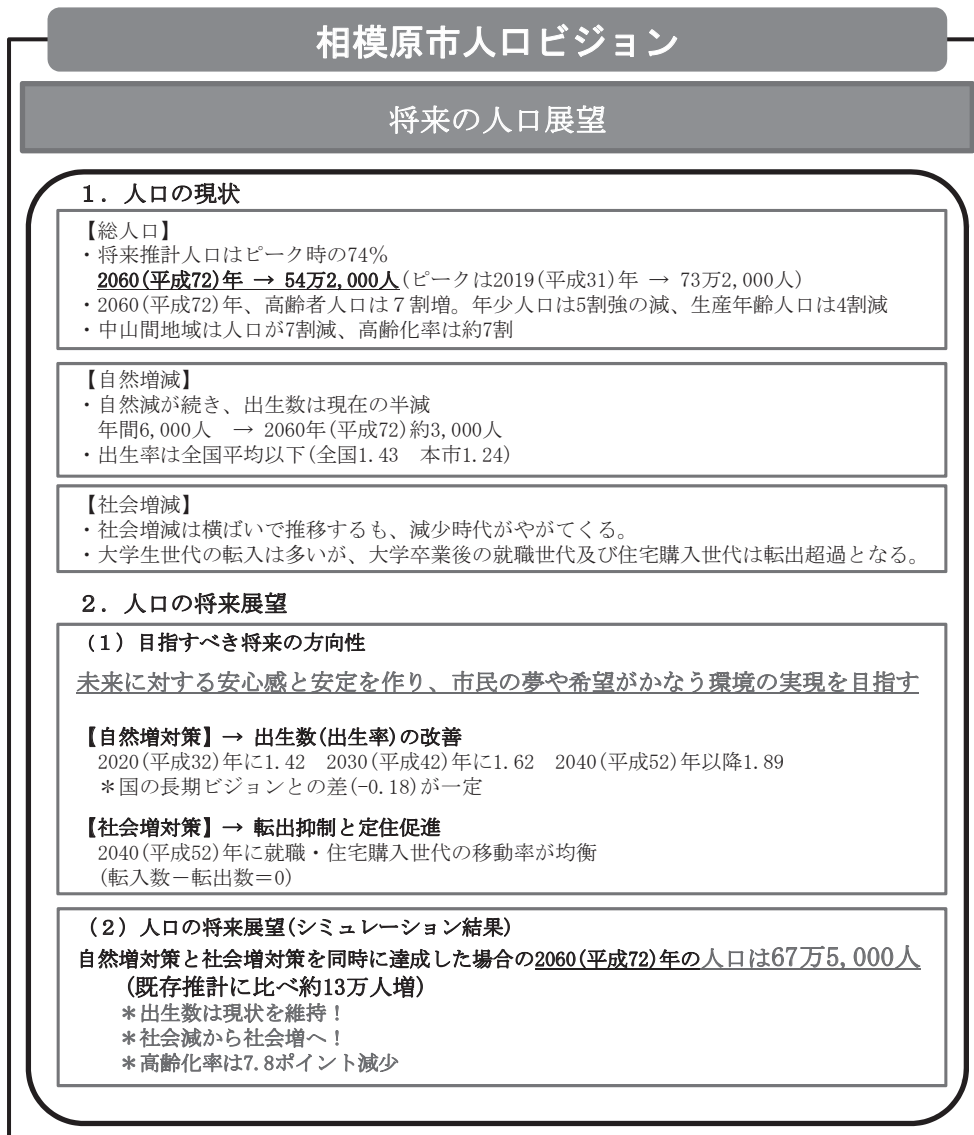 相模原市人口ビジョン
将来の人口展望
１．人口の現状
【総人口】
・将来推計人口はピーク時の74%
2060(平成72)年 → 54万2,000人(ピークは2019(平成31)年 → 73万2,000人)
・2060(平成72)年、高齢者人口は７割増。年少人口は5割強の減、生産年齢人口は4割減
・中山間地域は人口が7割減、高齢化率は約7割
【自然増減】
・自然減が続き、出生数は現在の半減
年間6,000人　→ 2060年(平成72)約3,000人
・出生率は全国平均以下(全国1.43　本市1.24)
【社会増減】
・社会増減は横ばいで推移するも、減少時代がやがてくる。
・大学生世代の転入は多いが、大学卒業後の就職世代及び住宅購入世代は転出超過となる。
２．人口の将来展望
（１）目指すべき将来の方向性
未来に対する安心感と安定を作り、市民の夢や希望がかなう環境の実現を目指す
【自然増対策】→ 出生数(出生率)の改善
2020(平成32)年に1.42　2030(平成42)年に1.62　2040(平成52)年以降1.89
＊国の長期ビジョンとの差(-0.18)が一定
【社会増対策】→ 転出抑制と定住促進
2040(平成52)年に就職・住宅購入世代の移動率が均衡
(転入数－転出数＝0)
（２）人口の将来展望(シミュレーション結果)
自然増対策と社会増対策を同時に達成した場合の2060(平成72)年の人口は67万5,000人
(既存推計に比べ約13万人増)
＊出生数は現状を維持！
＊社会減から社会増へ！
＊高齢化率は7.8ポイント減少